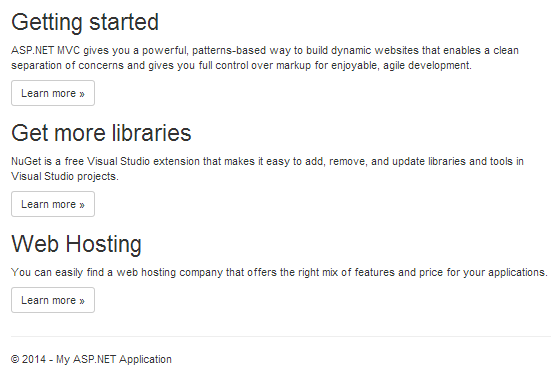 Getting started
ASP.NET MVC gives you a powerful, patterns-based way to build dynamic websites that enables a clean
separation of concerns and gives you full control over markup for enjoyable, agile development.
Learn more »
Get more libraries
NuGet is a free Visual Studio extension that makes it easy to add, remove, and update libraries and tools in
Visual Studio projects.
Learn more »
Web Hosting
You can easily find a web hosting company that offers the right mix of features and price for your applications.
Learn more »
© 2014 - My ASP.NET Application